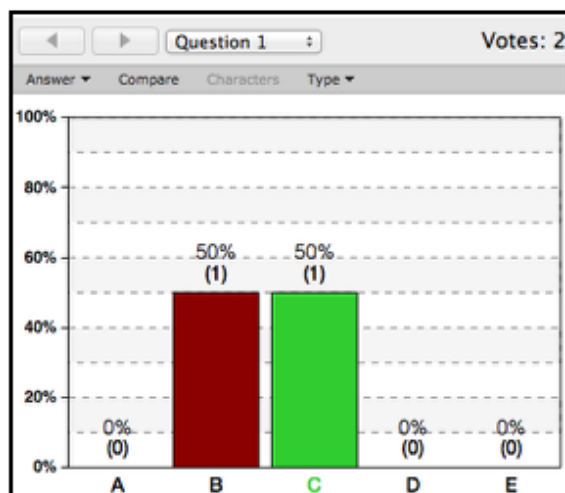 Question 1 Votes: 2
Answer Compare Characters Type
100%
80%
60%
50% 50%
(1) (1)
40%
20%
0% 0% 0%
(0) (0) (0)
0%
A B C D E